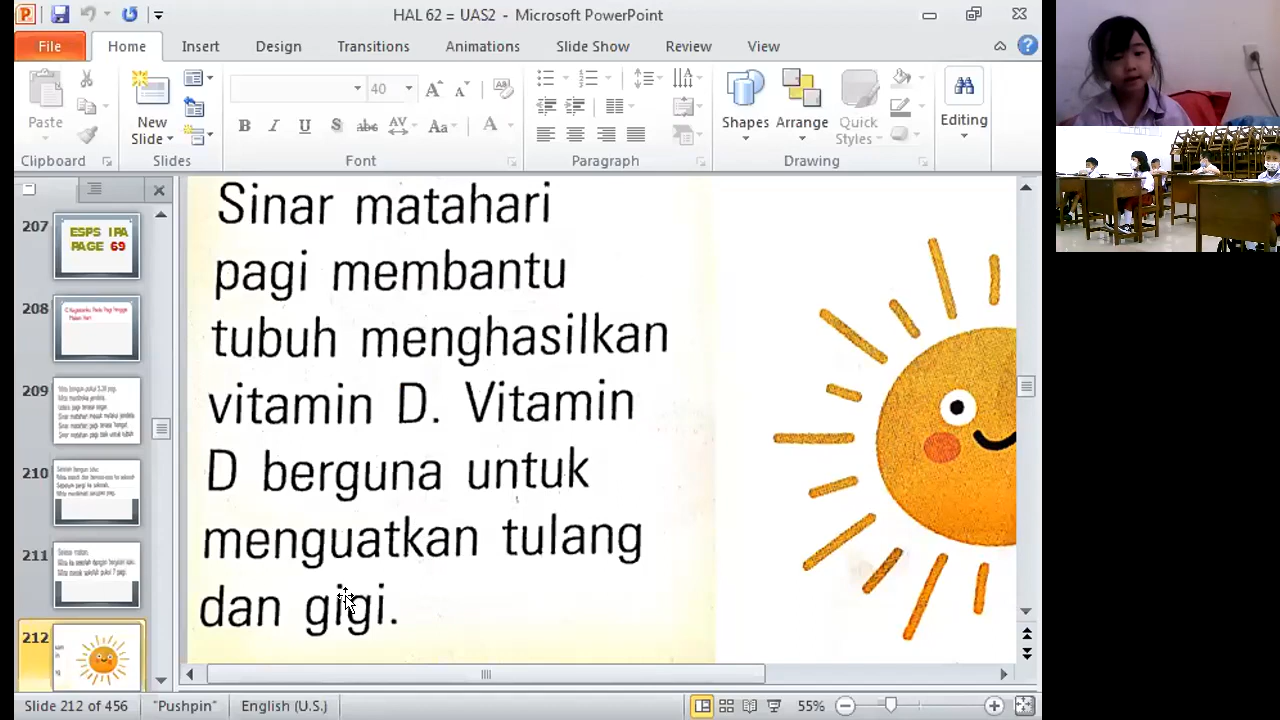 HAL 62 = UAS2 - Microsoft PowerPoint
File Home Insert Design Transitions Animations Slide Show Review View
Paste
New Slide
40
B I U S abc AV Aa A
Shapes Arrange Quick Styles Editing
Clipboard Slides Font Paragraph Drawing
207
ESPS IPA
PAGE 69
208
209
210
211
212
Sinar matahari
pagi membantu
tubuh menghasilkan
vitamin D. Vitamin
D berguna untuk
menguatkan tulang
dan gigi.
Slide 212 of 456 "Pushpin" English (U.S.) 55%